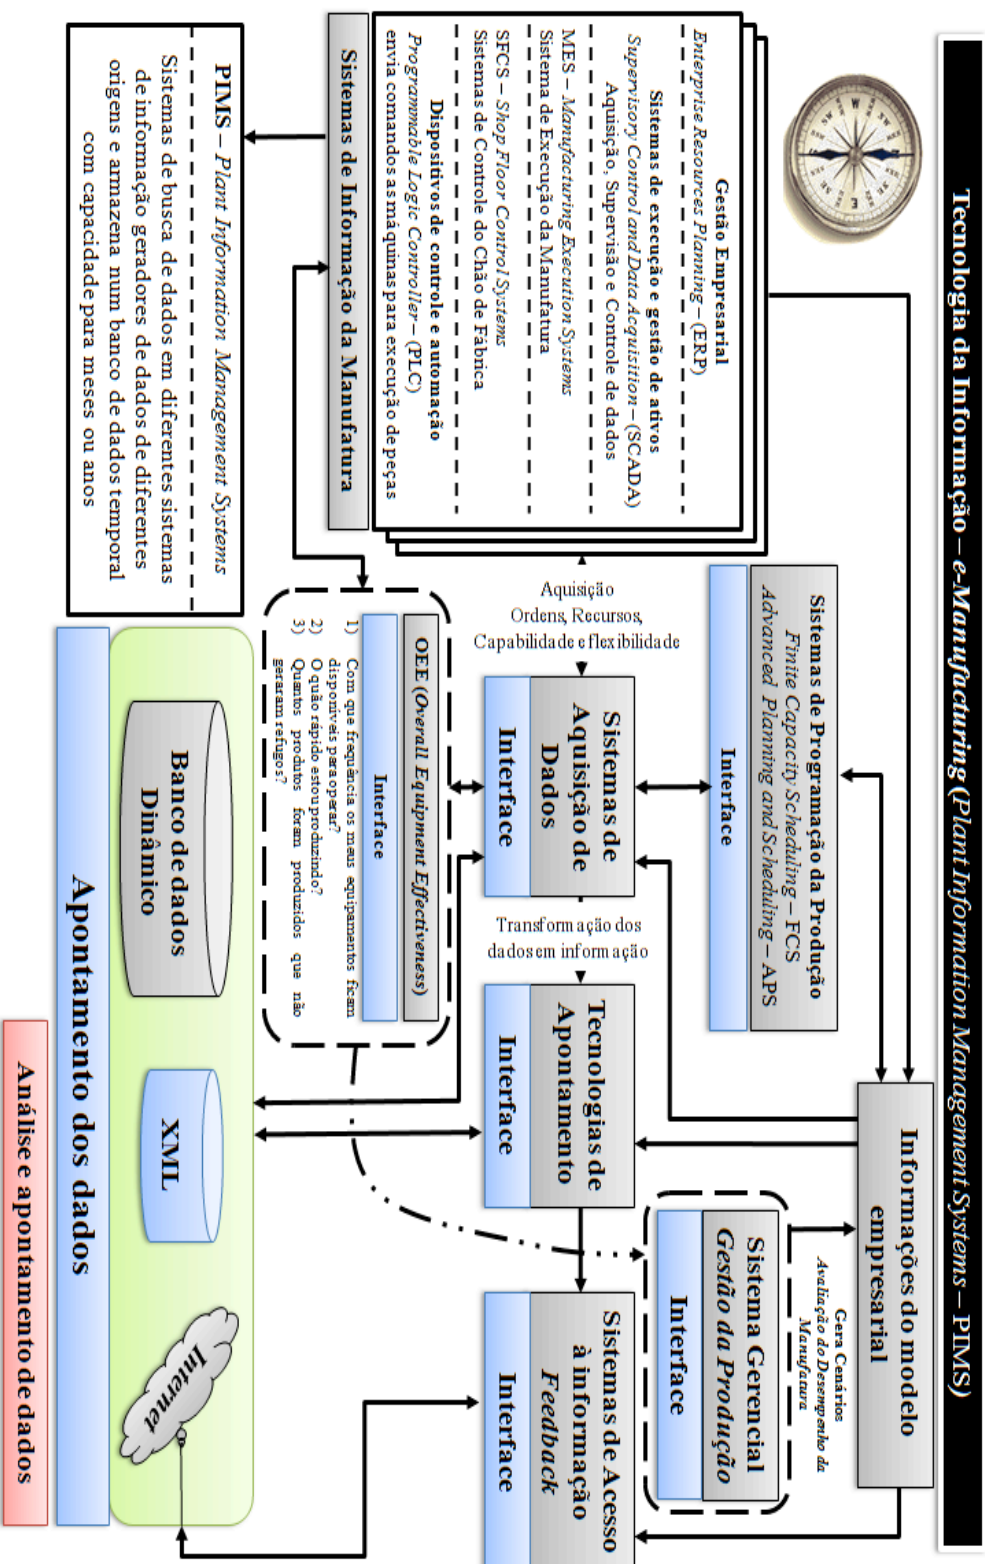 Tecnologia da Informação – e-Manufacturing (Plant Information Management Systems – PIMS)
Gestão Empresarial
Enterprise Resources Planning – (ERP)
Sistemas de execução e gestão de ativos
Supervisory Control and Data Acquisition – (SCADA)
Aquisição, Supervisão e Controle de dados
MES – Manufacturing Execution Systems
Sistema de Execução da Manufatura
SFCS – Shop Floor Control Systems
Sistemas de Controle do Chão de Fábrica
Dispositivos de controle e automação
Programmable Logic Controller – (PLC)
envia comandos as máquinas para execução de peças
Sistemas de Informação da Manufatura
PIMS – Plant Information Management Systems
Sistemas de busca de dados em diferentes sistemas
de informação geradores de dados de diferentes
origens e armazena num banco de dados temporal
com capacidade para meses ou anos
Sistemas de Programação da Produção
Finite Capacity Scheduling – FCS
Advanced Planning and Scheduling – APS
Interface
Aquisição
Ordens, Recursos,
Capabilidade e flexibilidade
Sistemas de
Aquisição de
Dados
Interface
OEE (Overall Equipment Effectiveness)
Interface
1) Com que frequência os meus equipamentos ficam
disponíveis para operar?
2) O quão rápido estou produzindo?
3) Quantos produtos foram produzidos que não
geraram refugos?
Transformação dos
dados em informação
Tecnologias de
Apontamento
Interface
Informações do modelo
empresarial
Gera Cenários
Avaliação do Desempenho da
Manufatura
Sistema Gerencial
Gestão da Produção
Interface
Sistemas de Acesso
à informação
Feedback
Interface
Banco de dados
Dinâmico
XML
Internet
Apontamento dos dados
Análise e apontamento de dados